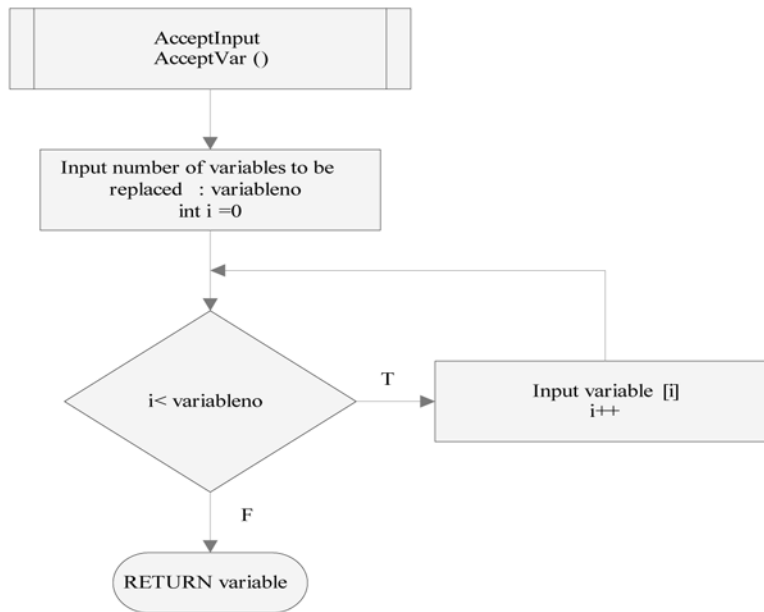 AcceptInput
AcceptVar ()
Input number of variables to be
replaced : variableno
int i =0
i< variableno
T
Input variable [i]
i++
F
RETURN variable